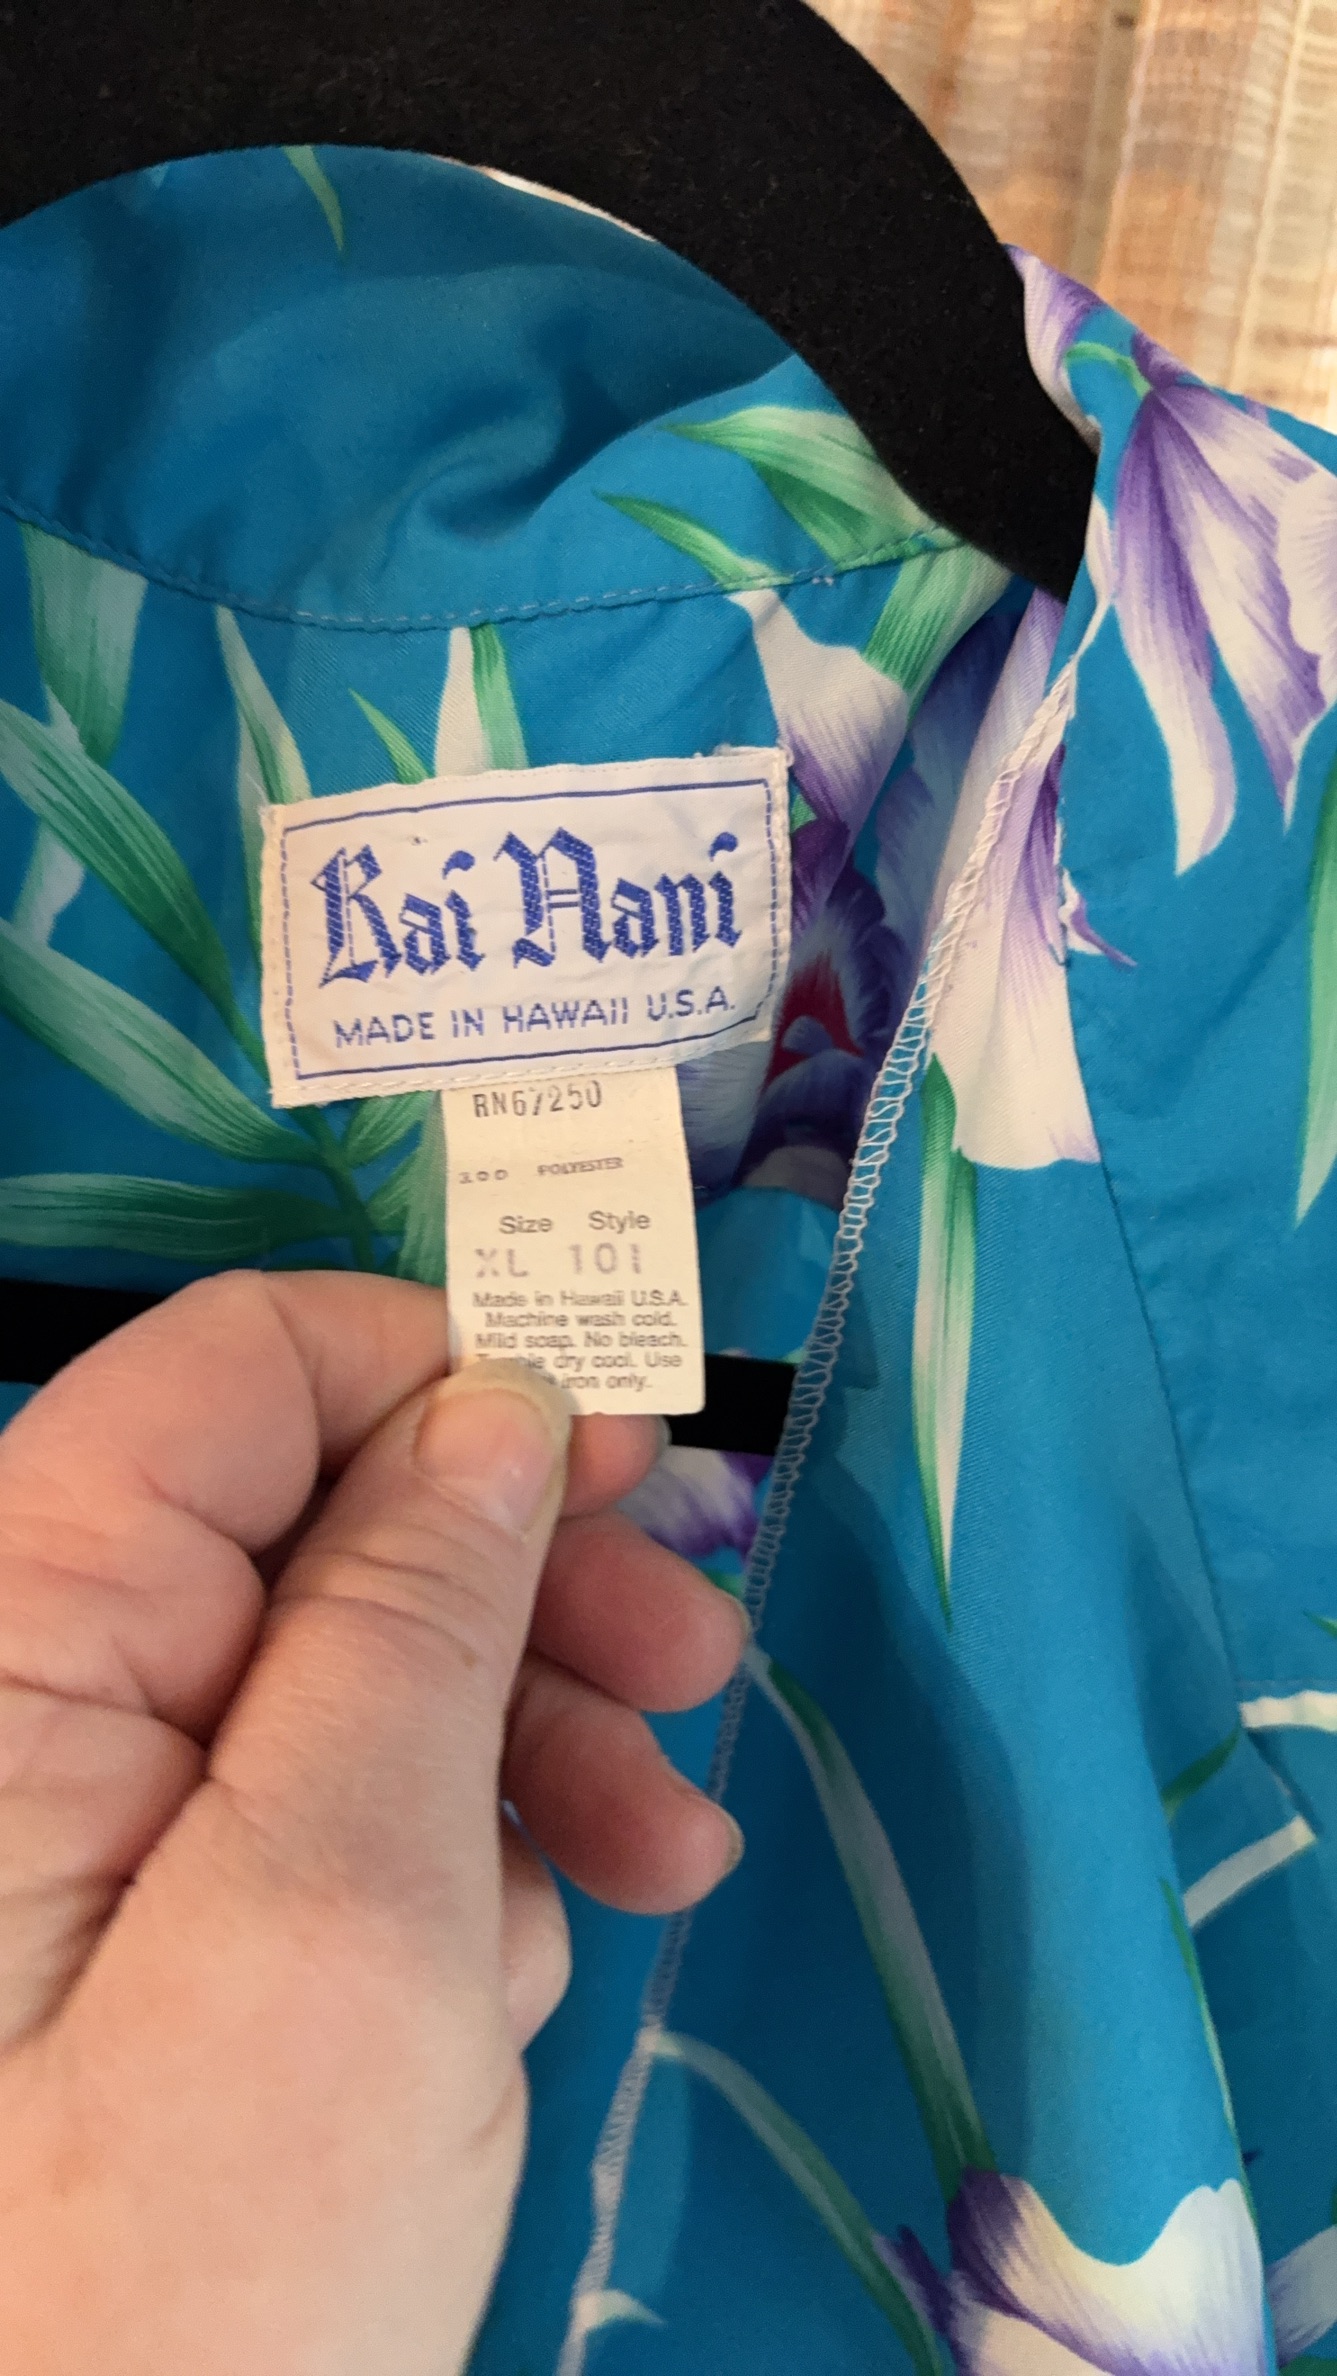 Kai Nani
MADE IN HAWAII U.S.A.
RN67250
POLYESTER
Size Style
XL 101
Made in Hawaii U.S.A.
Machine wash cold.
Mild soap. No bleach.
dry cool. Use
iron only.